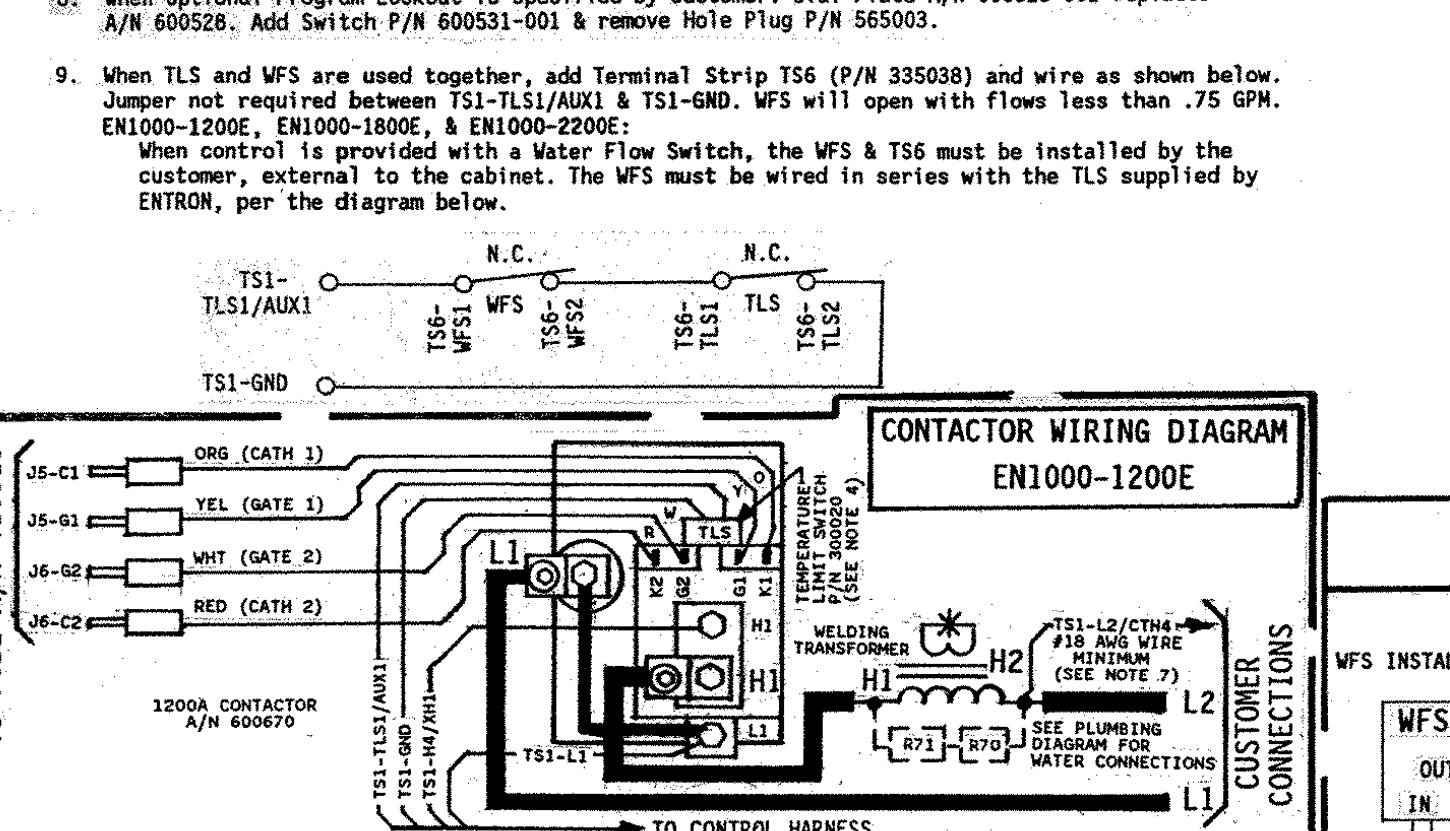 A/N 600528. Add Switch P/N 600531-001 & remove Hole Plug P/N 565003.
9. When TLS and WFS are used together, add Terminal Strip TS6 (P/N 335038) and wire as shown below.
Jumper not required between TS1-TLS1/AUX1 & TS1-GND. WFS will open with flows less than .75 GPM.
EN1000-1200E, EN1000-1800E, & EN1000-2200E:
When control is provided with a Water Flow Switch, the WFS & TS6 must be installed by the
customer, external to the cabinet. The WFS must be wired in series with the TLS supplied by
ENTRON, per the diagram below.
N.C.
N.C.
TS1-
TLS1/AUX1
TS6-
WFS1
WFS
TS6-
WFS2
TS6-
TLS1
TLS
TS6-
TLS2
TS1-GND
CONTACTOR WIRING DIAGRAM
EN1000-1200E
J5-C1
ORG (CATH 1)
J5-G1
YEL (GATE 1)
J6-G2
WHT (GATE 2)
J6-C2
RED (CATH 2)
O
Y
W
R
TLS
TEMPERATURE
LIMIT SWITCH
P/N 300020
(SEE NOTE 4)
L1
K2
G2
G1
K1
H1
H1
L1
1200A CONTACTOR
A/N 600670
TS1-TLS1/AUX1
TS1-GND
TS1-H4/XH1
TS1-L1
WELDING
TRANSFORMER
H1
H2
TS1-L2/CTH4
#18 AWG WIRE
MINIMUM
(SEE NOTE 7)
L2
R71
R70
SEE PLUMBING
DIAGRAM FOR
WATER CONNECTIONS
L1
CUSTOMER
CONNECTIONS
TO CONTROL HARNESS
WFS
IN